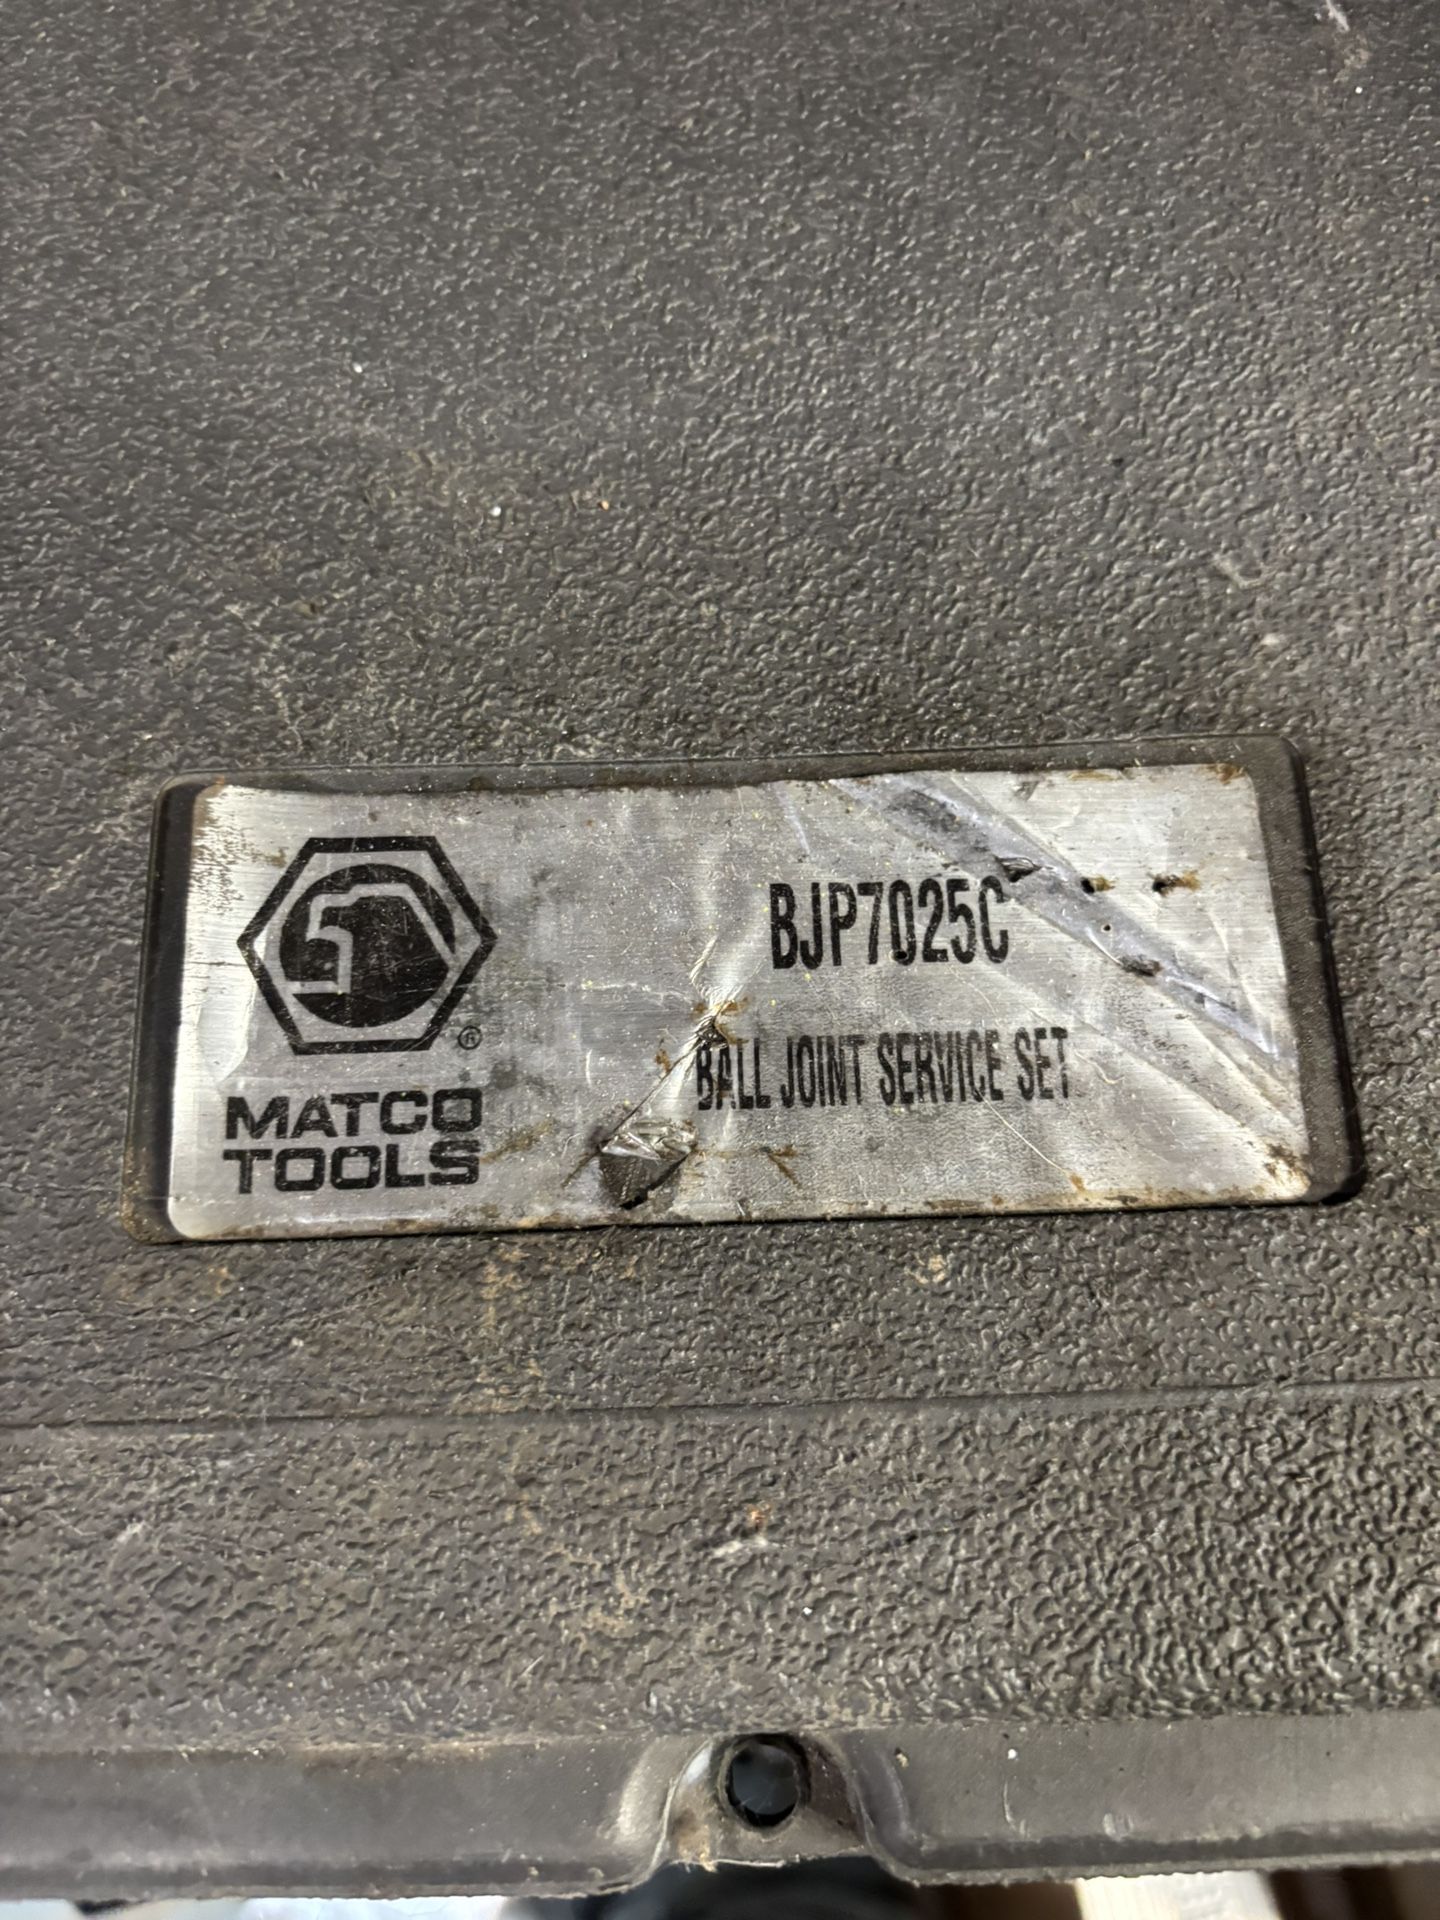 BJP7025C
BALL JOINT SERVICE SET
®
MATCO
TOOLS